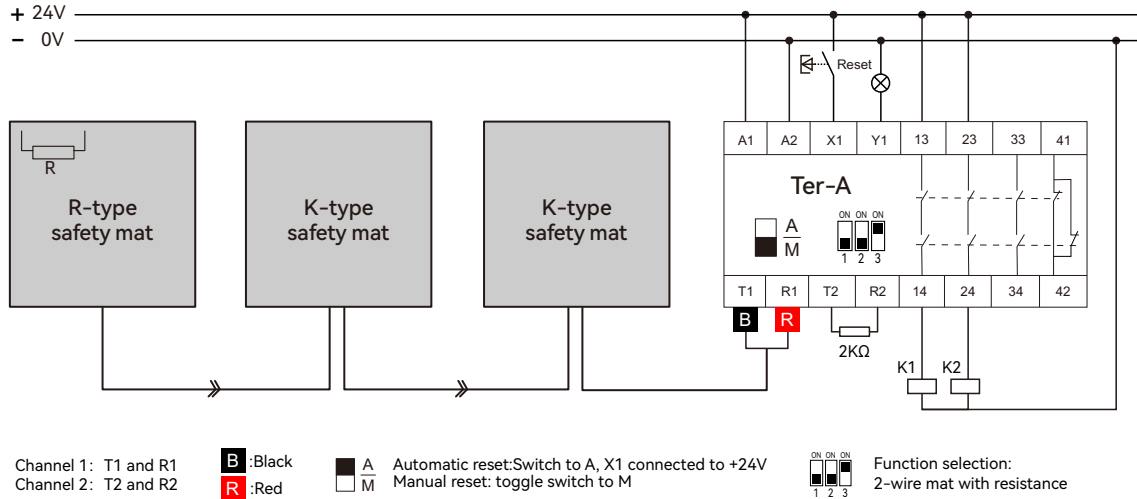 + 24V
- 0V
Reset
R
R-type
safety mat
K-type
safety mat
K-type
safety mat
A1 A2 X1 Y1 13 23 33 41
Ter-A
A
M
ON ON ON
1 2 3
T1 R1 T2 R2 14 24 34 42
B R
2KΩ
K1 K2
Channel 1: T1 and R1
Channel 2: T2 and R2
B :Black
R :Red
A
M
Automatic reset:Switch to A, X1 connected to +24V
Manual reset: toggle switch to M
ON ON ON
1 2 3
Function selection:
2-wire mat with resistance